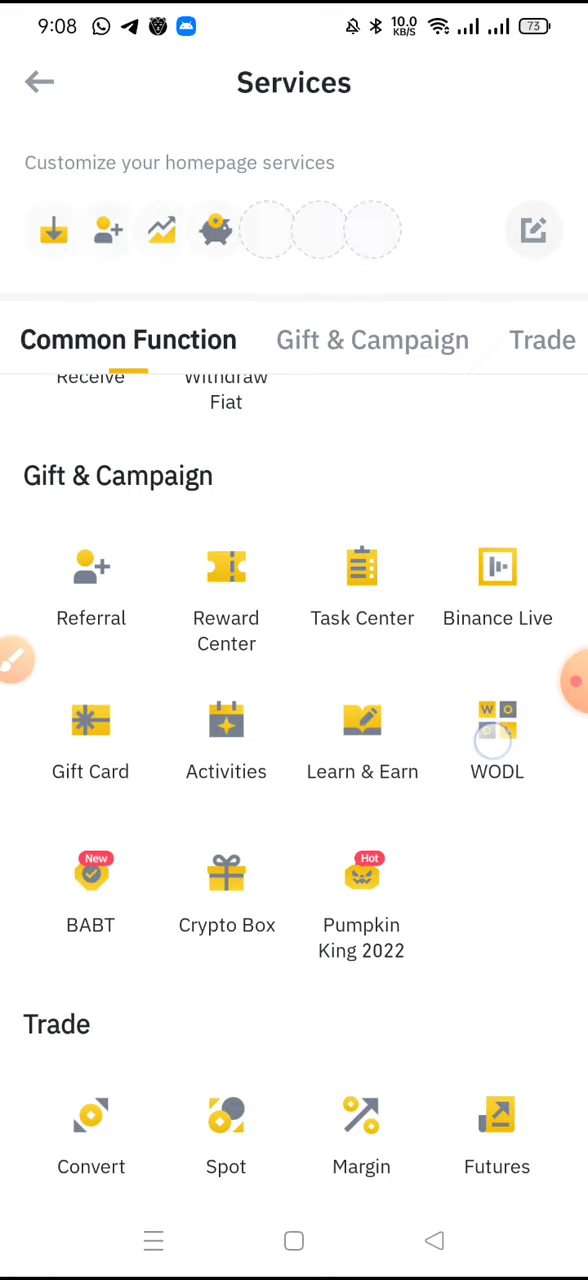 9:08
10.0
KB/S
73
Services
Customize your homepage services
Common Function
Gift & Campaign
Trade
Receive
Withdraw
Fiat
Gift & Campaign
Referral
Reward
Center
Task Center
Binance Live
Gift Card
Activities
Learn & Earn
W O
WODL
New
BABT
Crypto Box
Hot
Pumpkin
King 2022
Trade
Convert
Spot
Margin
Futures